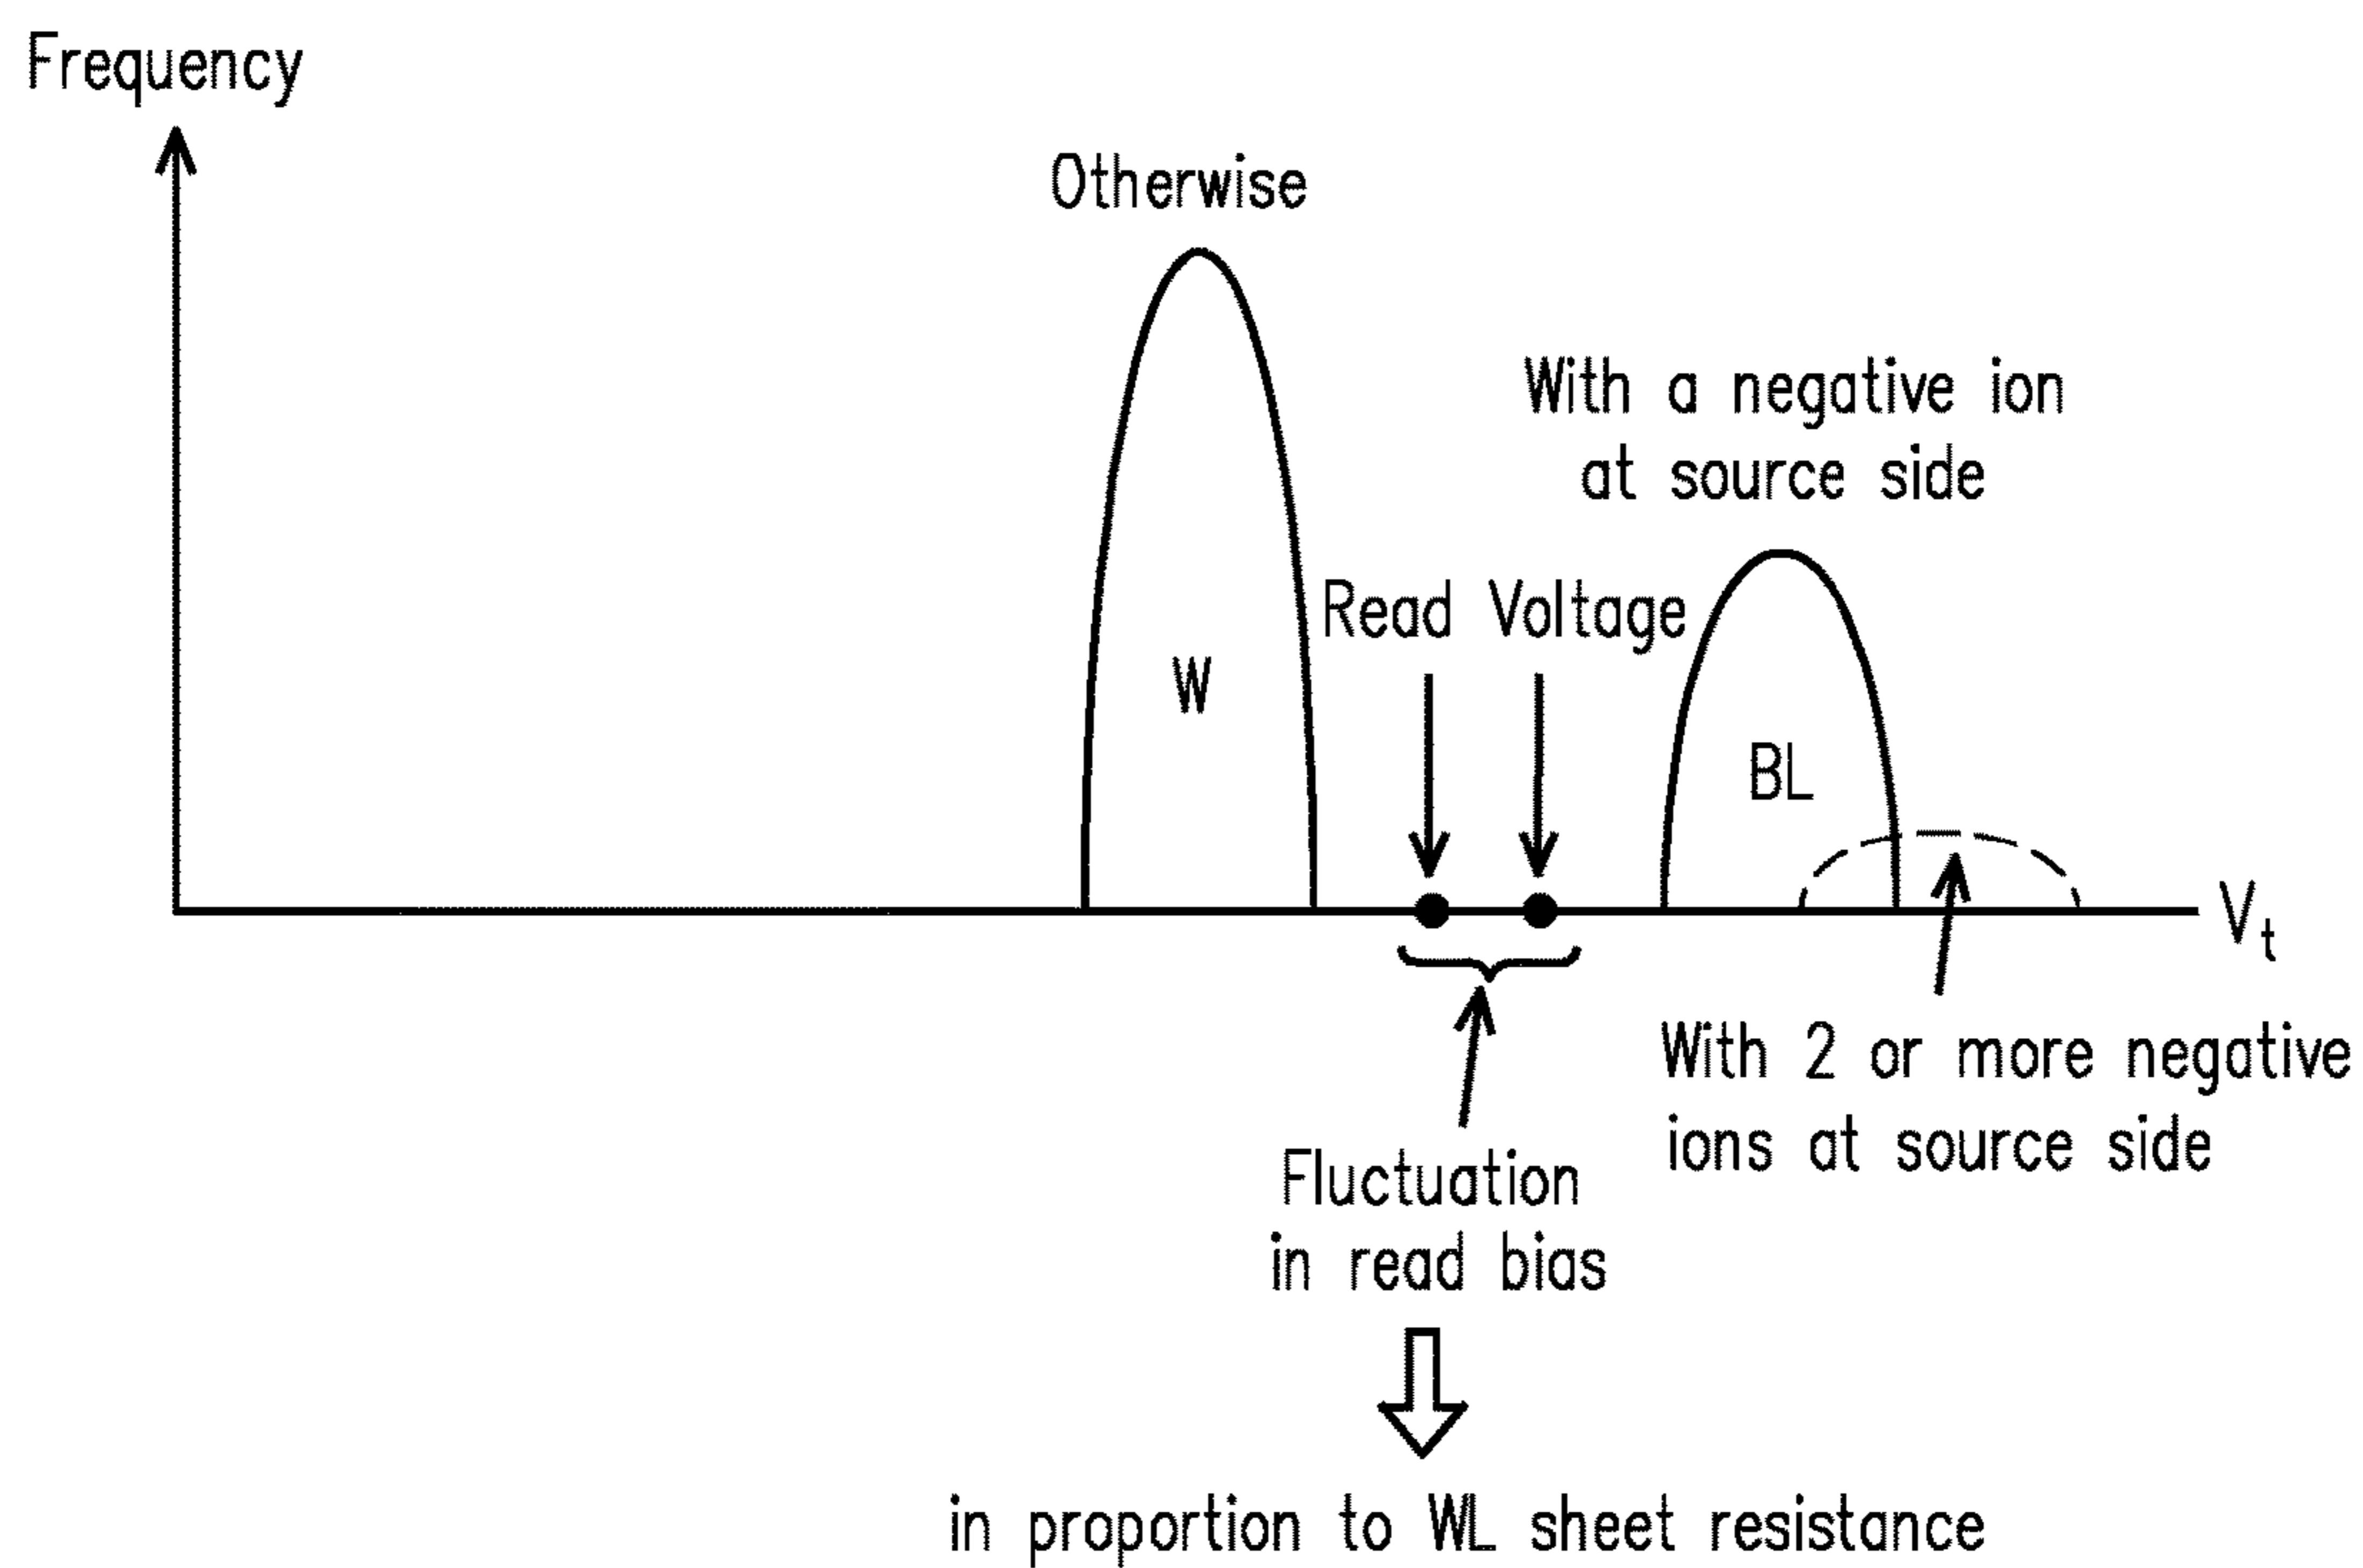 Frequency
Otherwise
With a negative ion
at source side
Read Voltage
W
BL
Vt
With 2 or more negative
ions at source side
Fluctuation
in read bias
in proportion to WL sheet resistance